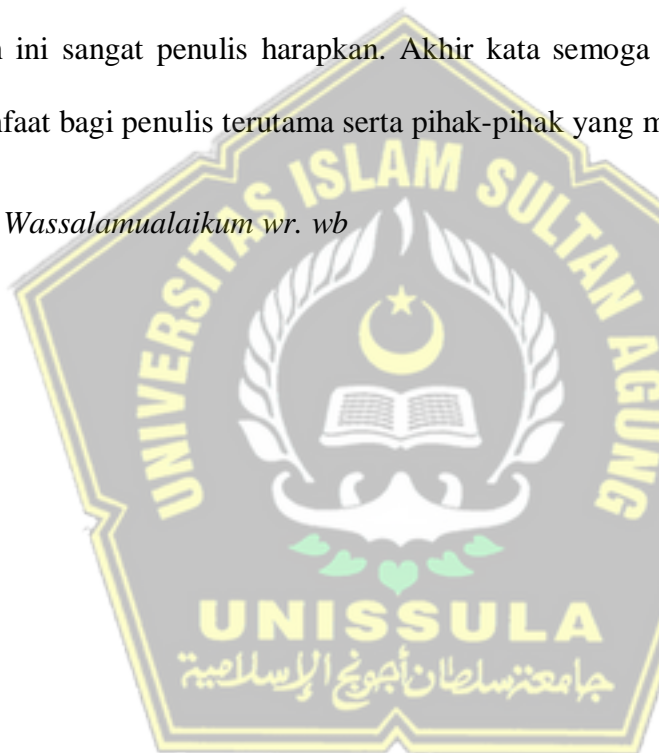 ini sangat penulis harapkan. Akhir kata semoga
nfaat bagi penulis terutama serta pihak-pihak yang m
Wassalamualaikum wr. wb
UNIVERSITAS ISLAM SULTAN AGUNG
UNISSULA
جامعة سلطان أجونج الإسلامية